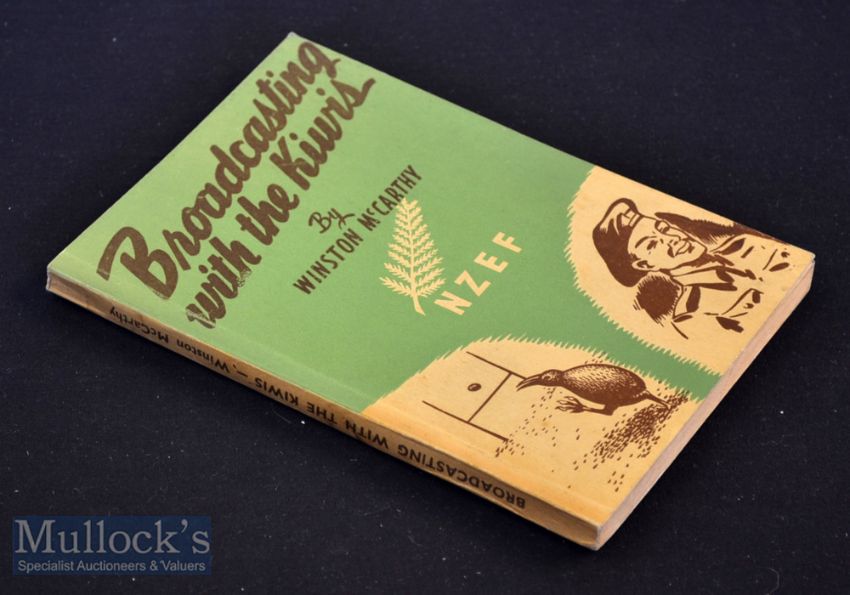 Broadcasting
with the Kiwis
By
WINSTON McCARTHY
NZEF
BROADCASTING WITH THE KIWIS — Winston McCarthy
Mullock's
Specialist Auctioneers & Valuers